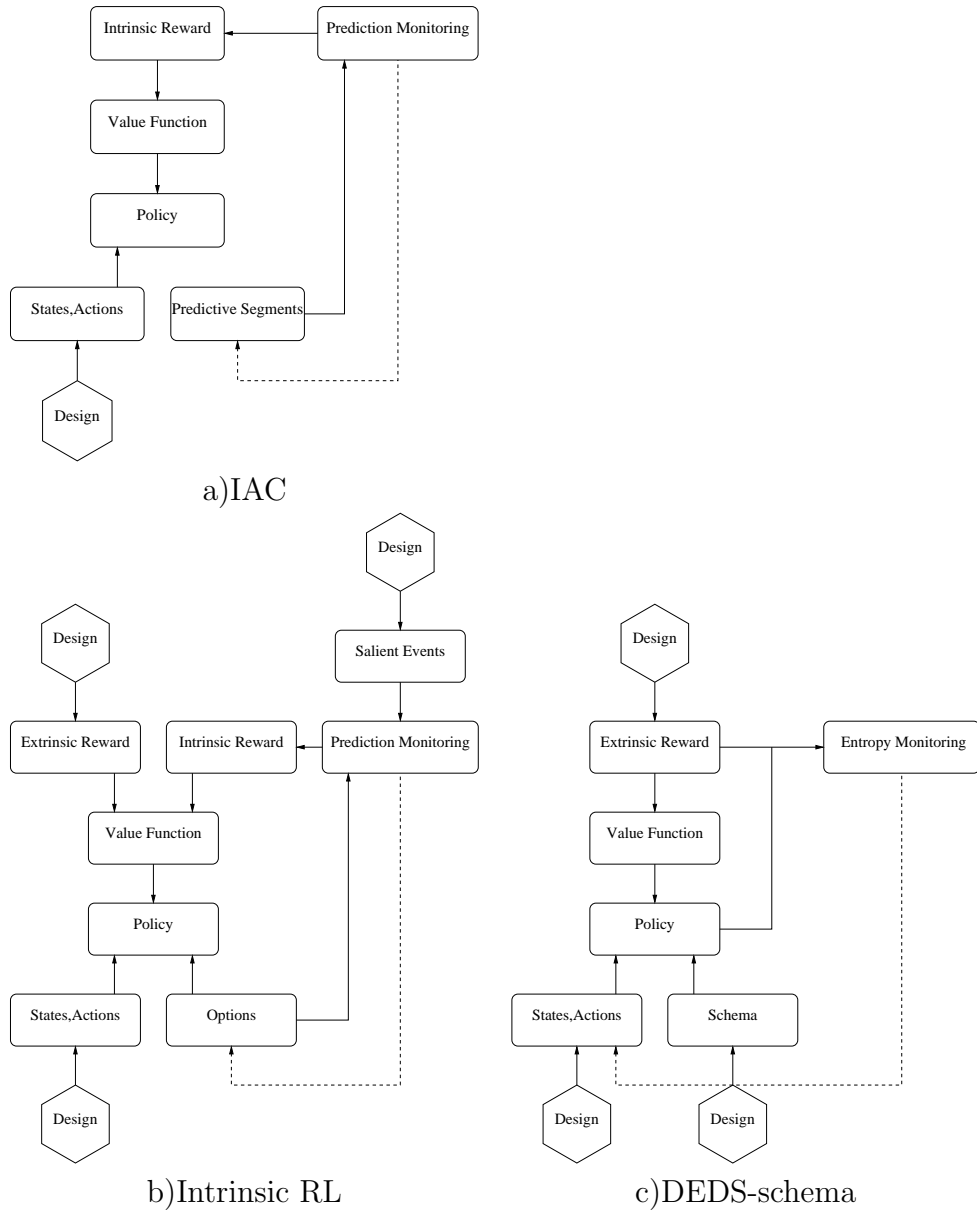 Intrinsic Reward
Prediction Monitoring
Value Function
Policy
States,Actions
Predictive Segments
Design
a)IAC
Design
Design
Salient Events
Extrinsic Reward
Intrinsic Reward
Prediction Monitoring
Value Function
Policy
States,Actions
Options
Design
b)Intrinsic RL
Design
Extrinsic Reward
Entropy Monitoring
Value Function
Policy
States,Actions
Schema
Design
Design
c)DEDS-schema